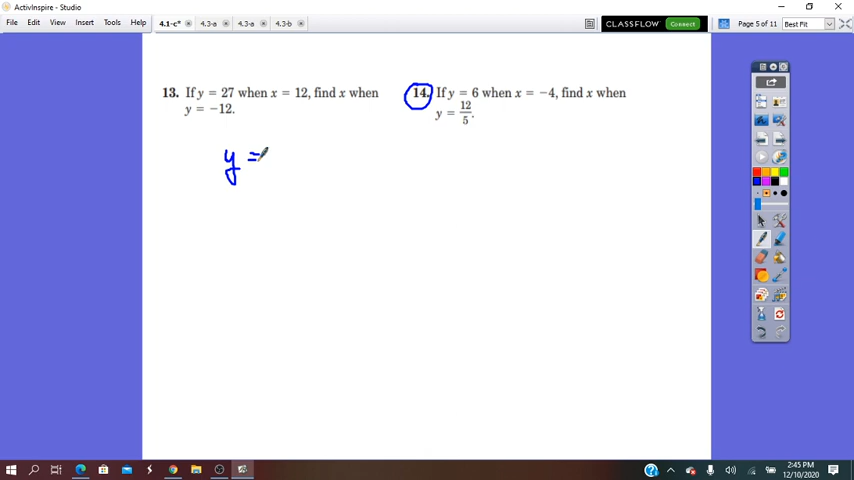 ActivInspire - Studio
File Edit View Insert Tools Help 4.1-c* 4.3-a 4.3-a 4.3-b CLASSFLOW Connect Page 5 of 11 Best Fit
13. If y = 27 when x = 12, find x when
y = −12.
14. If y = 6 when x = −4, find x when
y = 12/5.
y =
2:45 PM
12/10/2020